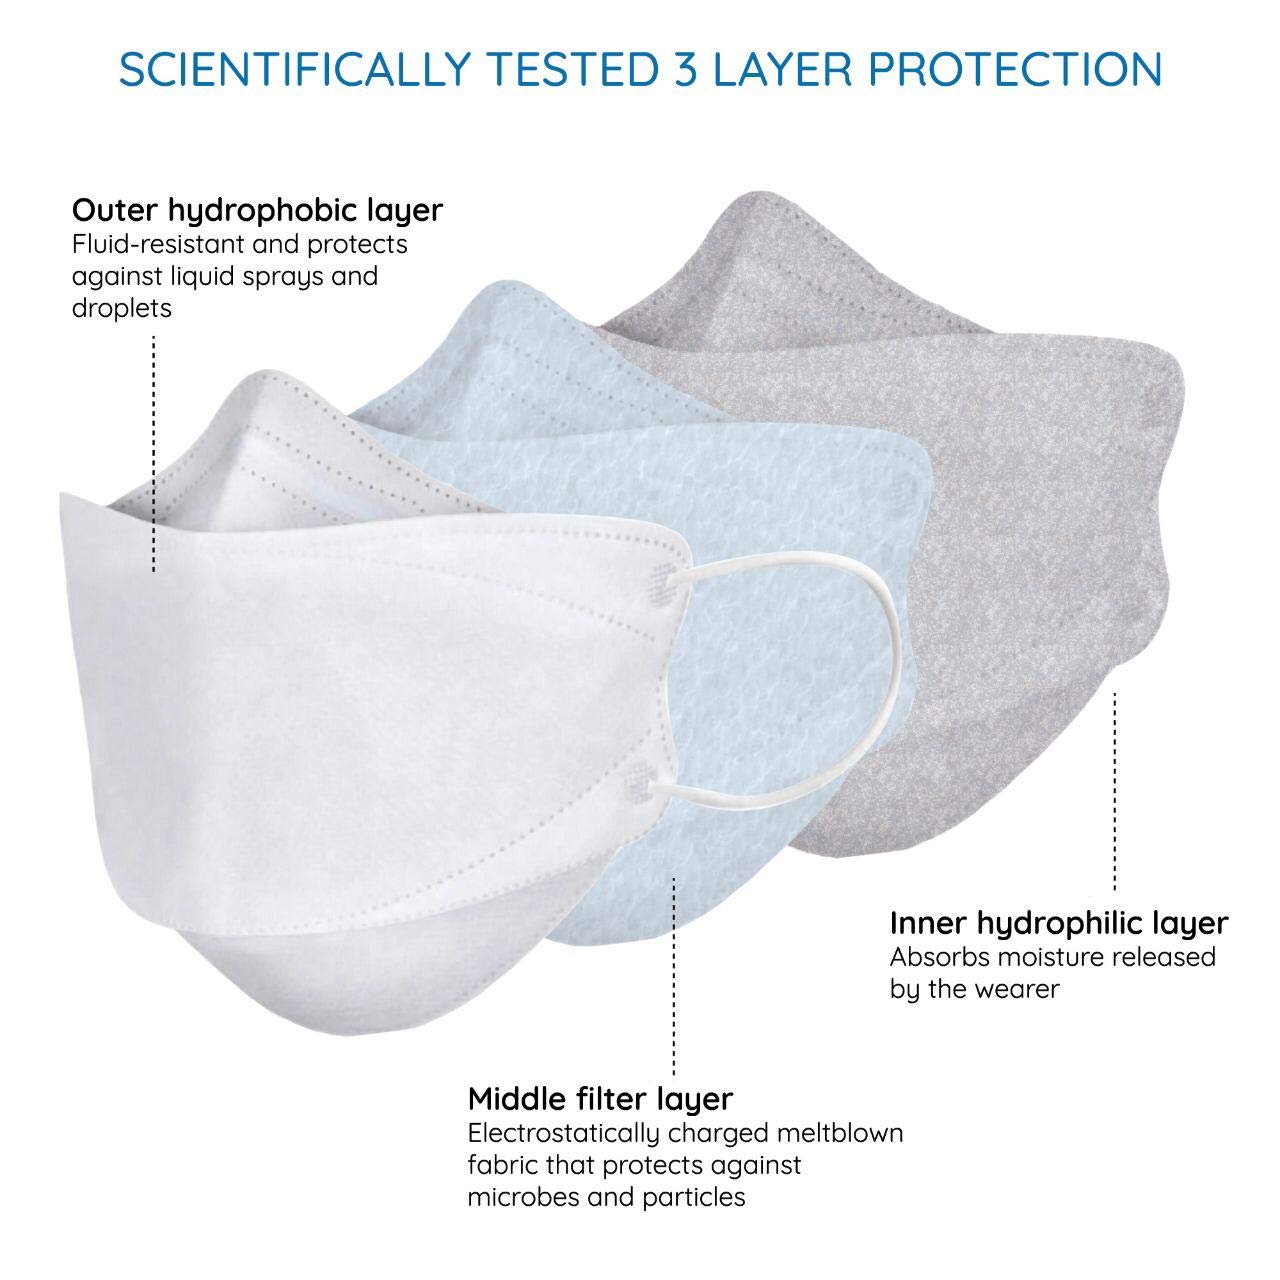 SCIENTIFICALLY TESTED 3 LAYER PROTECTION
Outer hydrophobic layer
Fluid-resistant and protects
against liquid sprays and
droplets
Inner hydrophilic layer
Absorbs moisture released
by the wearer
Middle filter layer
Electrostatically charged meltblown
fabric that protects against
microbes and particles